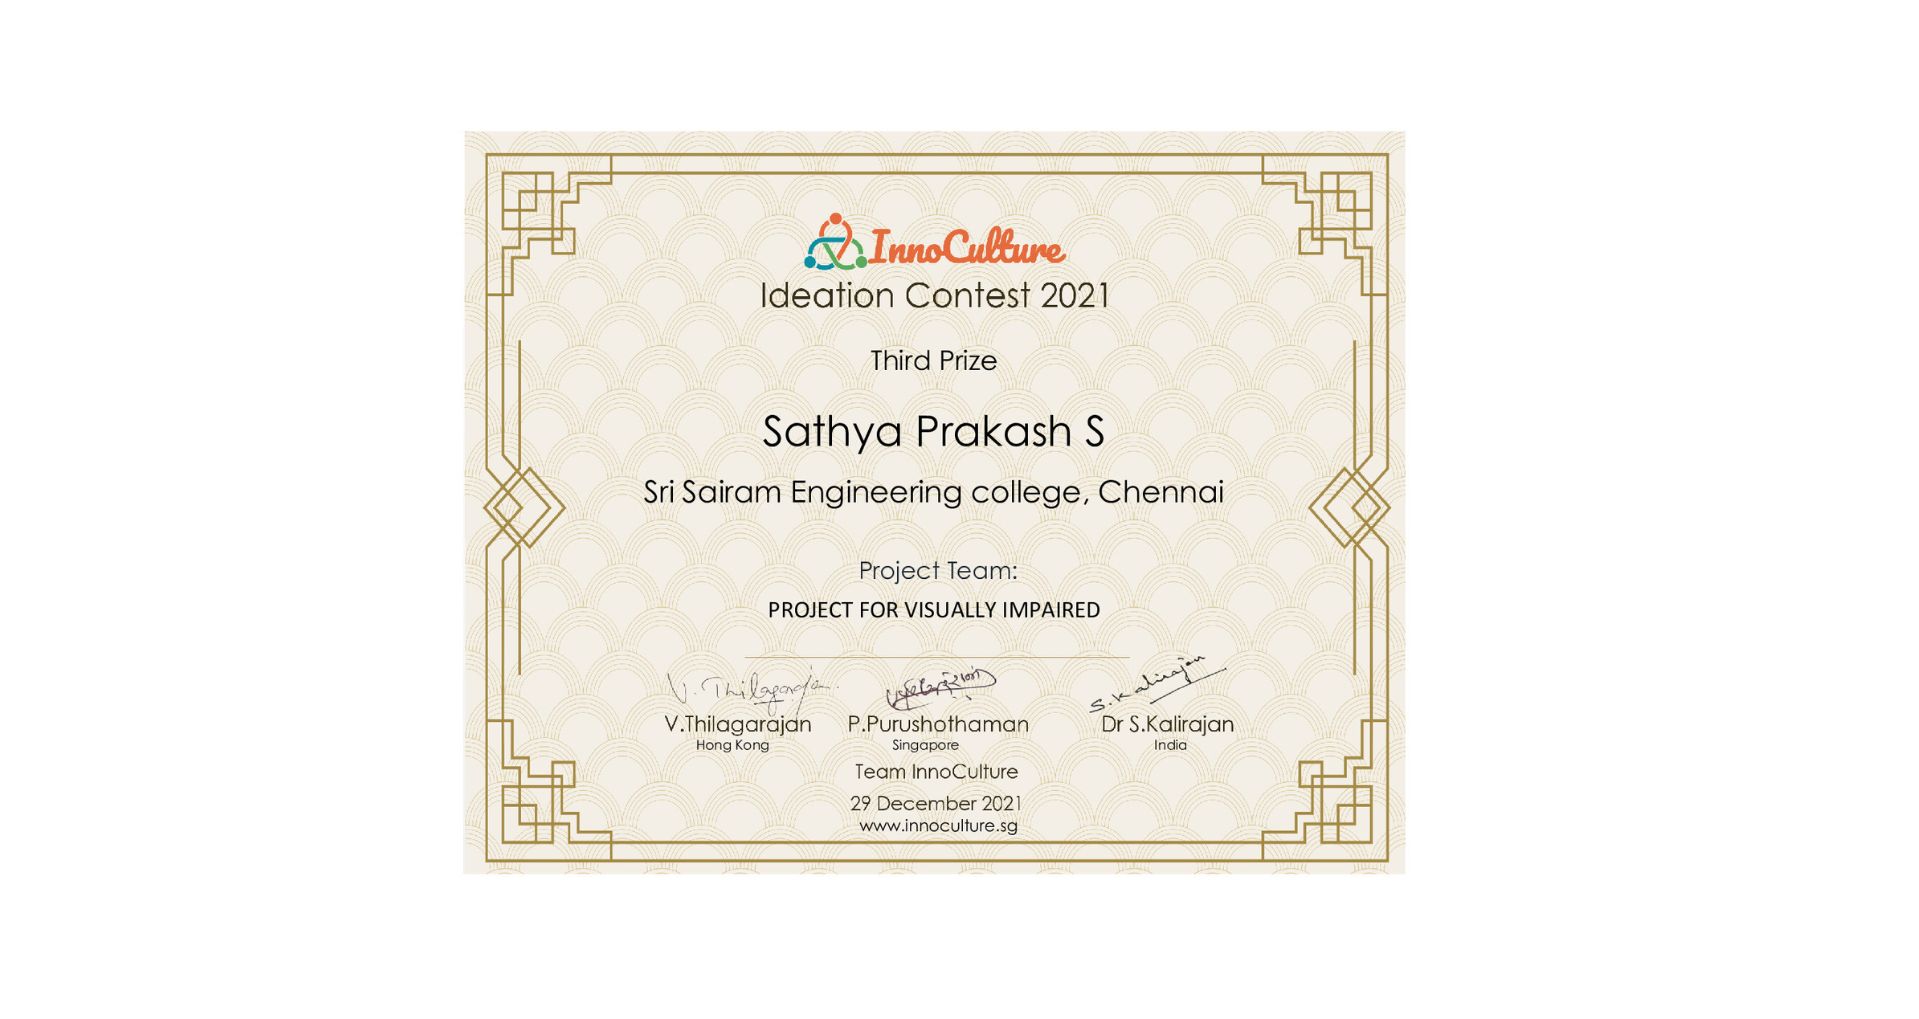 InnoCulture
Ideation Contest 2021
Third Prize
Sathya Prakash S
Sri Sairam Engineering college, Chennai
Project Team:
PROJECT FOR VISUALLY IMPAIRED
V. Thilagarajan S. Kalirajan
V.Thilagarajan P.Purushothaman Dr S.Kalirajan
Hong Kong Singapore India
Team InnoCulture
29 December 2021
www.innoculture.sg